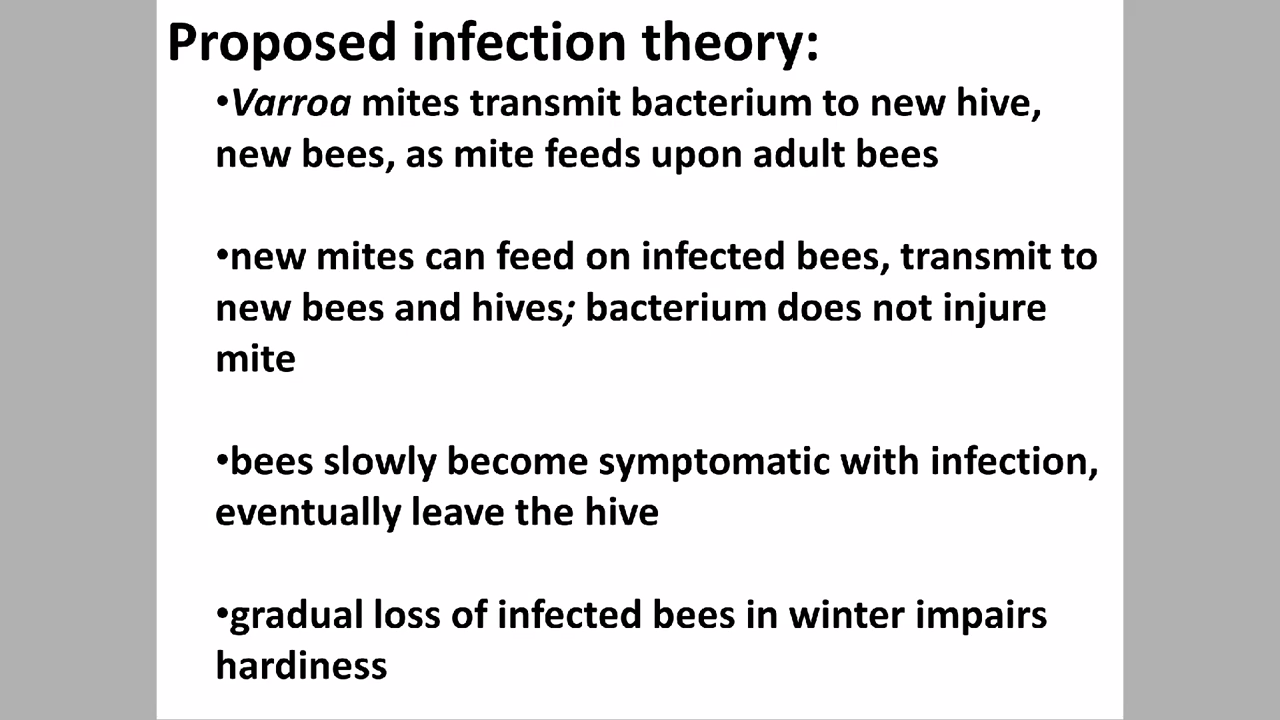 Proposed infection theory:
•Varroa mites transmit bacterium to new hive,
new bees, as mite feeds upon adult bees
•new mites can feed on infected bees, transmit to
new bees and hives; bacterium does not injure
mite
•bees slowly become symptomatic with infection,
eventually leave the hive
•gradual loss of infected bees in winter impairs
hardiness